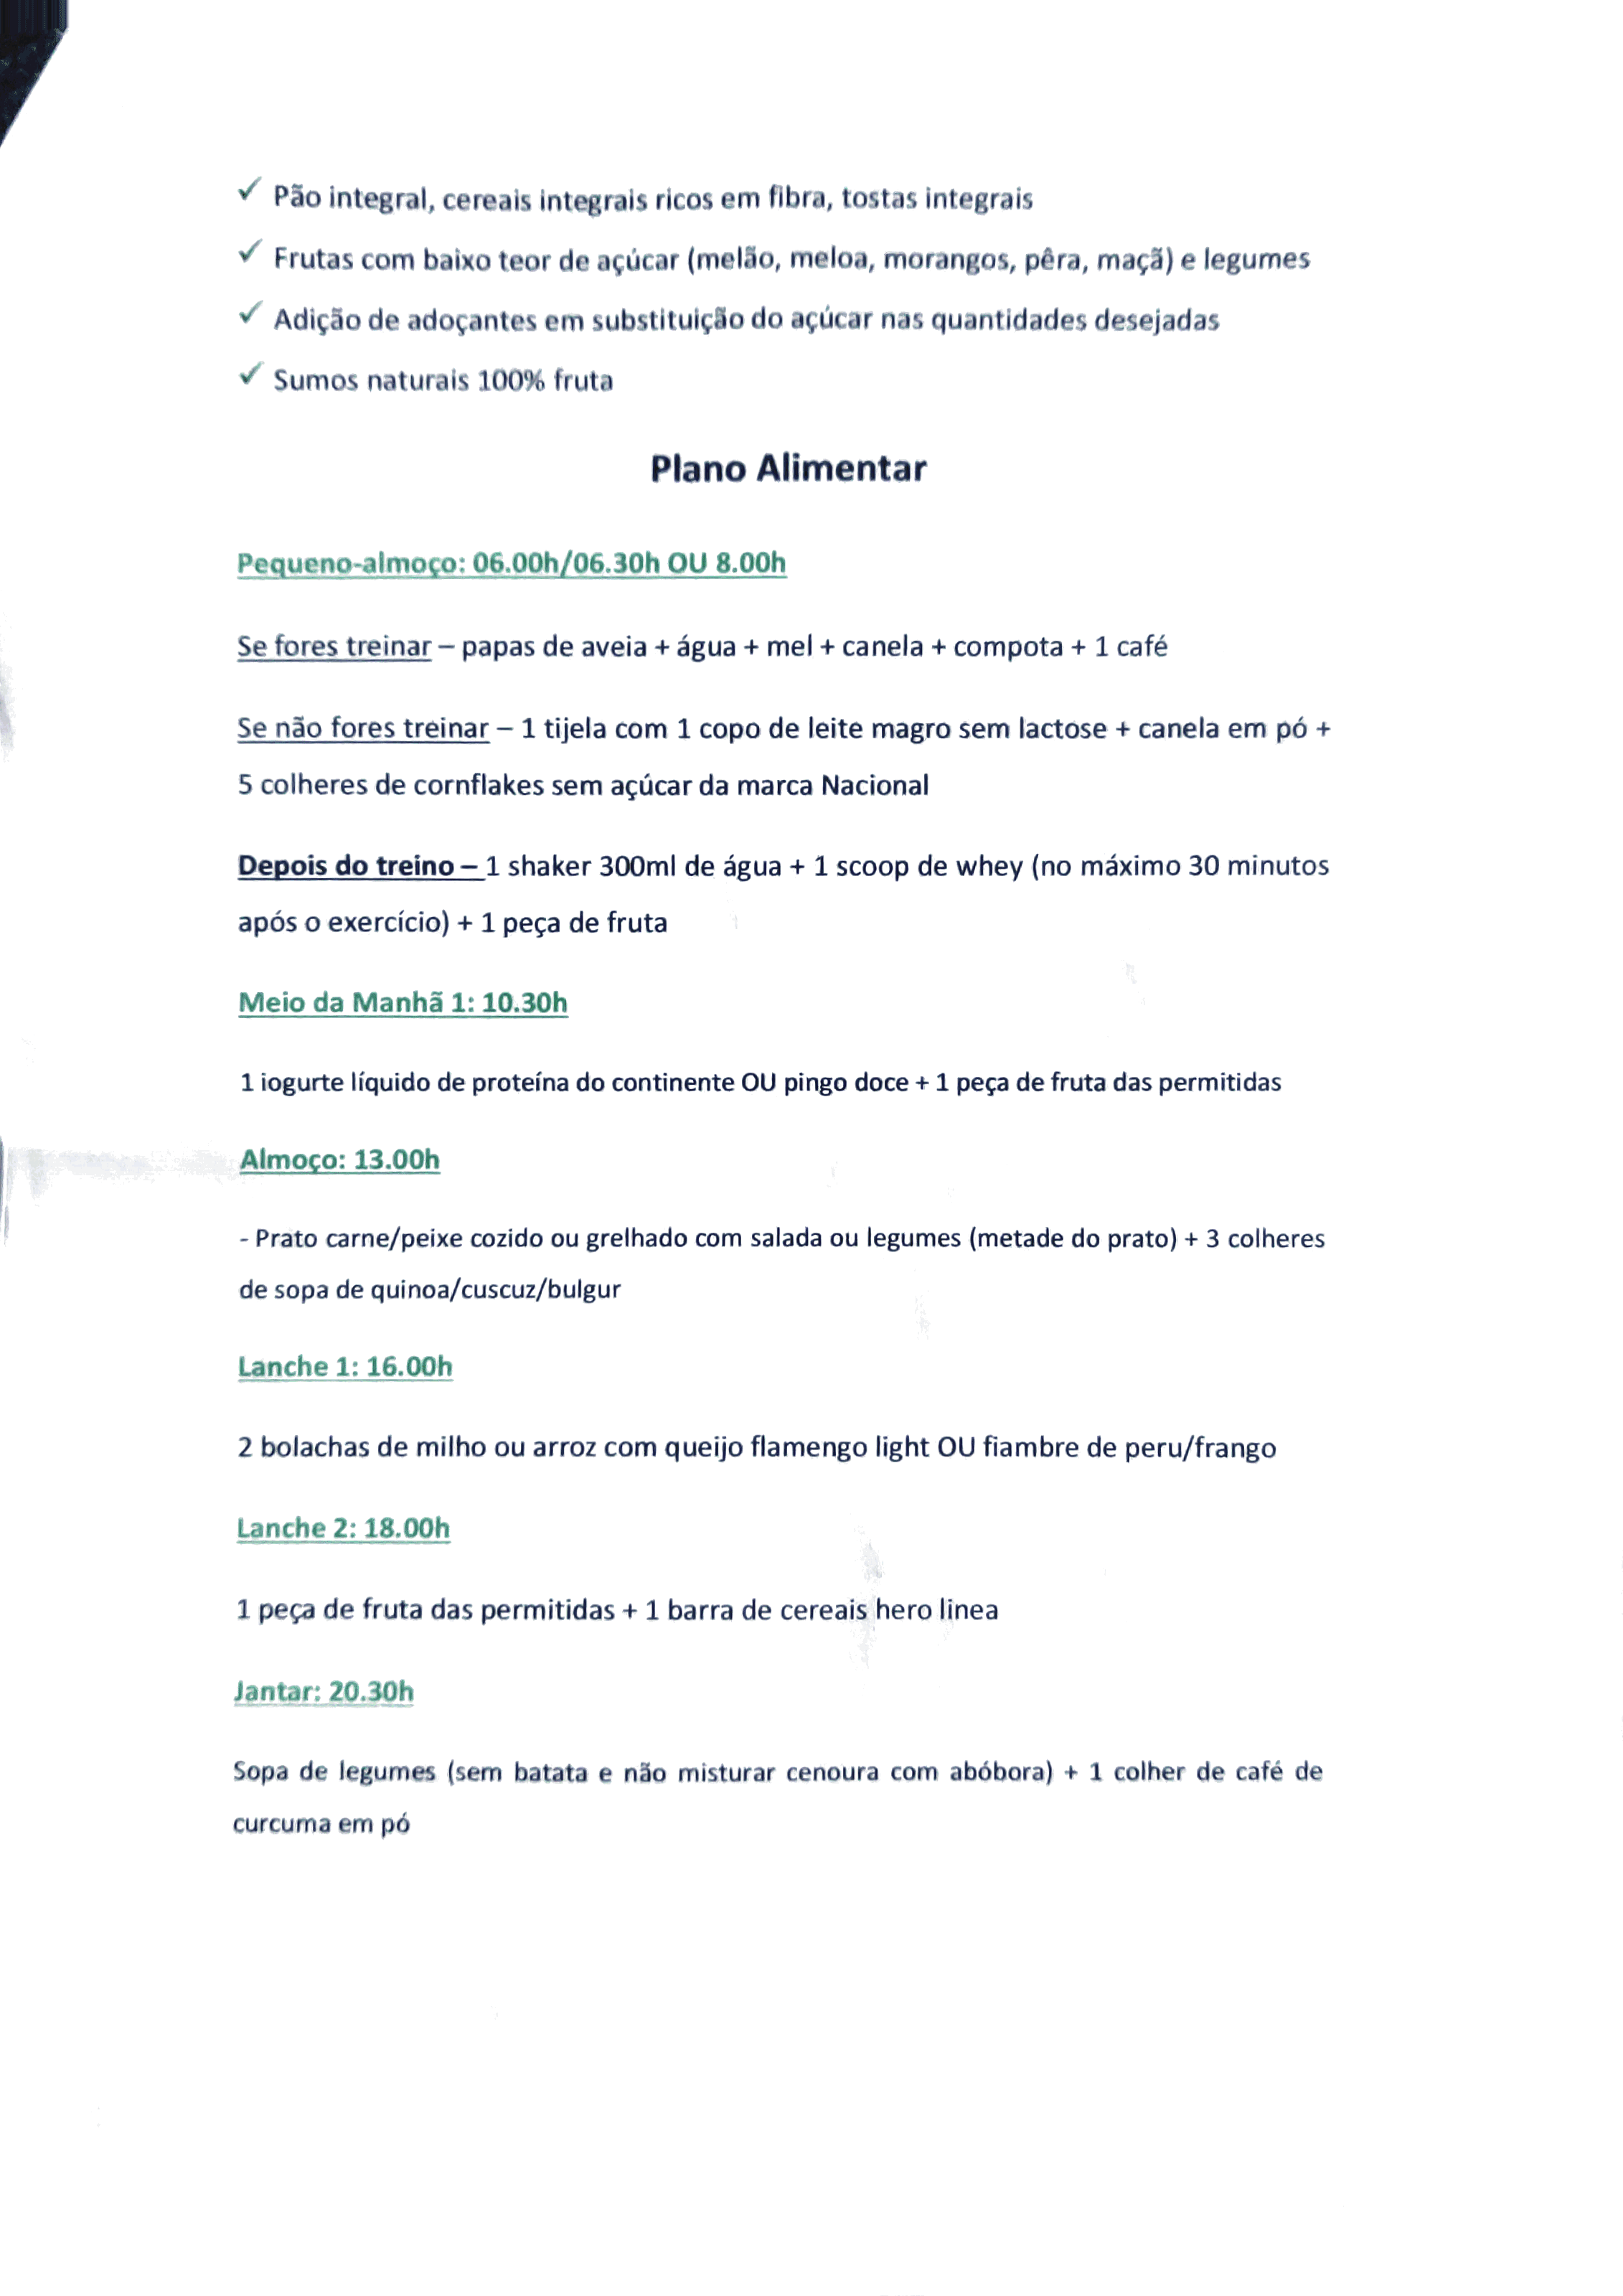 ✓ Pão integral, cereais integrais ricos em fibra, tostas integrais
✓ Frutas com baixo teor de açúcar (melão, meloa, morangos, pêra, maçã) e legumes
✓ Adição de adoçantes em substituição do açúcar nas quantidades desejadas
✓ Sumos naturais 100% fruta
Plano Alimentar
Pequeno-almoço: 06.00h/06.30h OU 8.00h
Se fores treinar – papas de aveia + água + mel + canela + compota + 1 café
Se não fores treinar – 1 tijela com 1 copo de leite magro sem lactose + canela em pó +
5 colheres de cornflakes sem açúcar da marca Nacional
Depois do treino – 1 shaker 300ml de água + 1 scoop de whey (no máximo 30 minutos
após o exercício) + 1 peça de fruta
Meio da Manhã 1: 10.30h
1 iogurte líquido de proteína do continente OU pingo doce + 1 peça de fruta das permitidas
Almoço: 13.00h
- Prato carne/peixe cozido ou grelhado com salada ou legumes (metade do prato) + 3 colheres
de sopa de quinoa/cuscuz/bulgur
Lanche 1: 16.00h
2 bolachas de milho ou arroz com queijo flamengo light OU fiambre de peru/frango
Lanche 2: 18.00h
1 peça de fruta das permitidas + 1 barra de cereais hero linea
Jantar: 20.30h
Sopa de legumes (sem batata e não misturar cenoura com abóbora) + 1 colher de café de
curcuma em pó